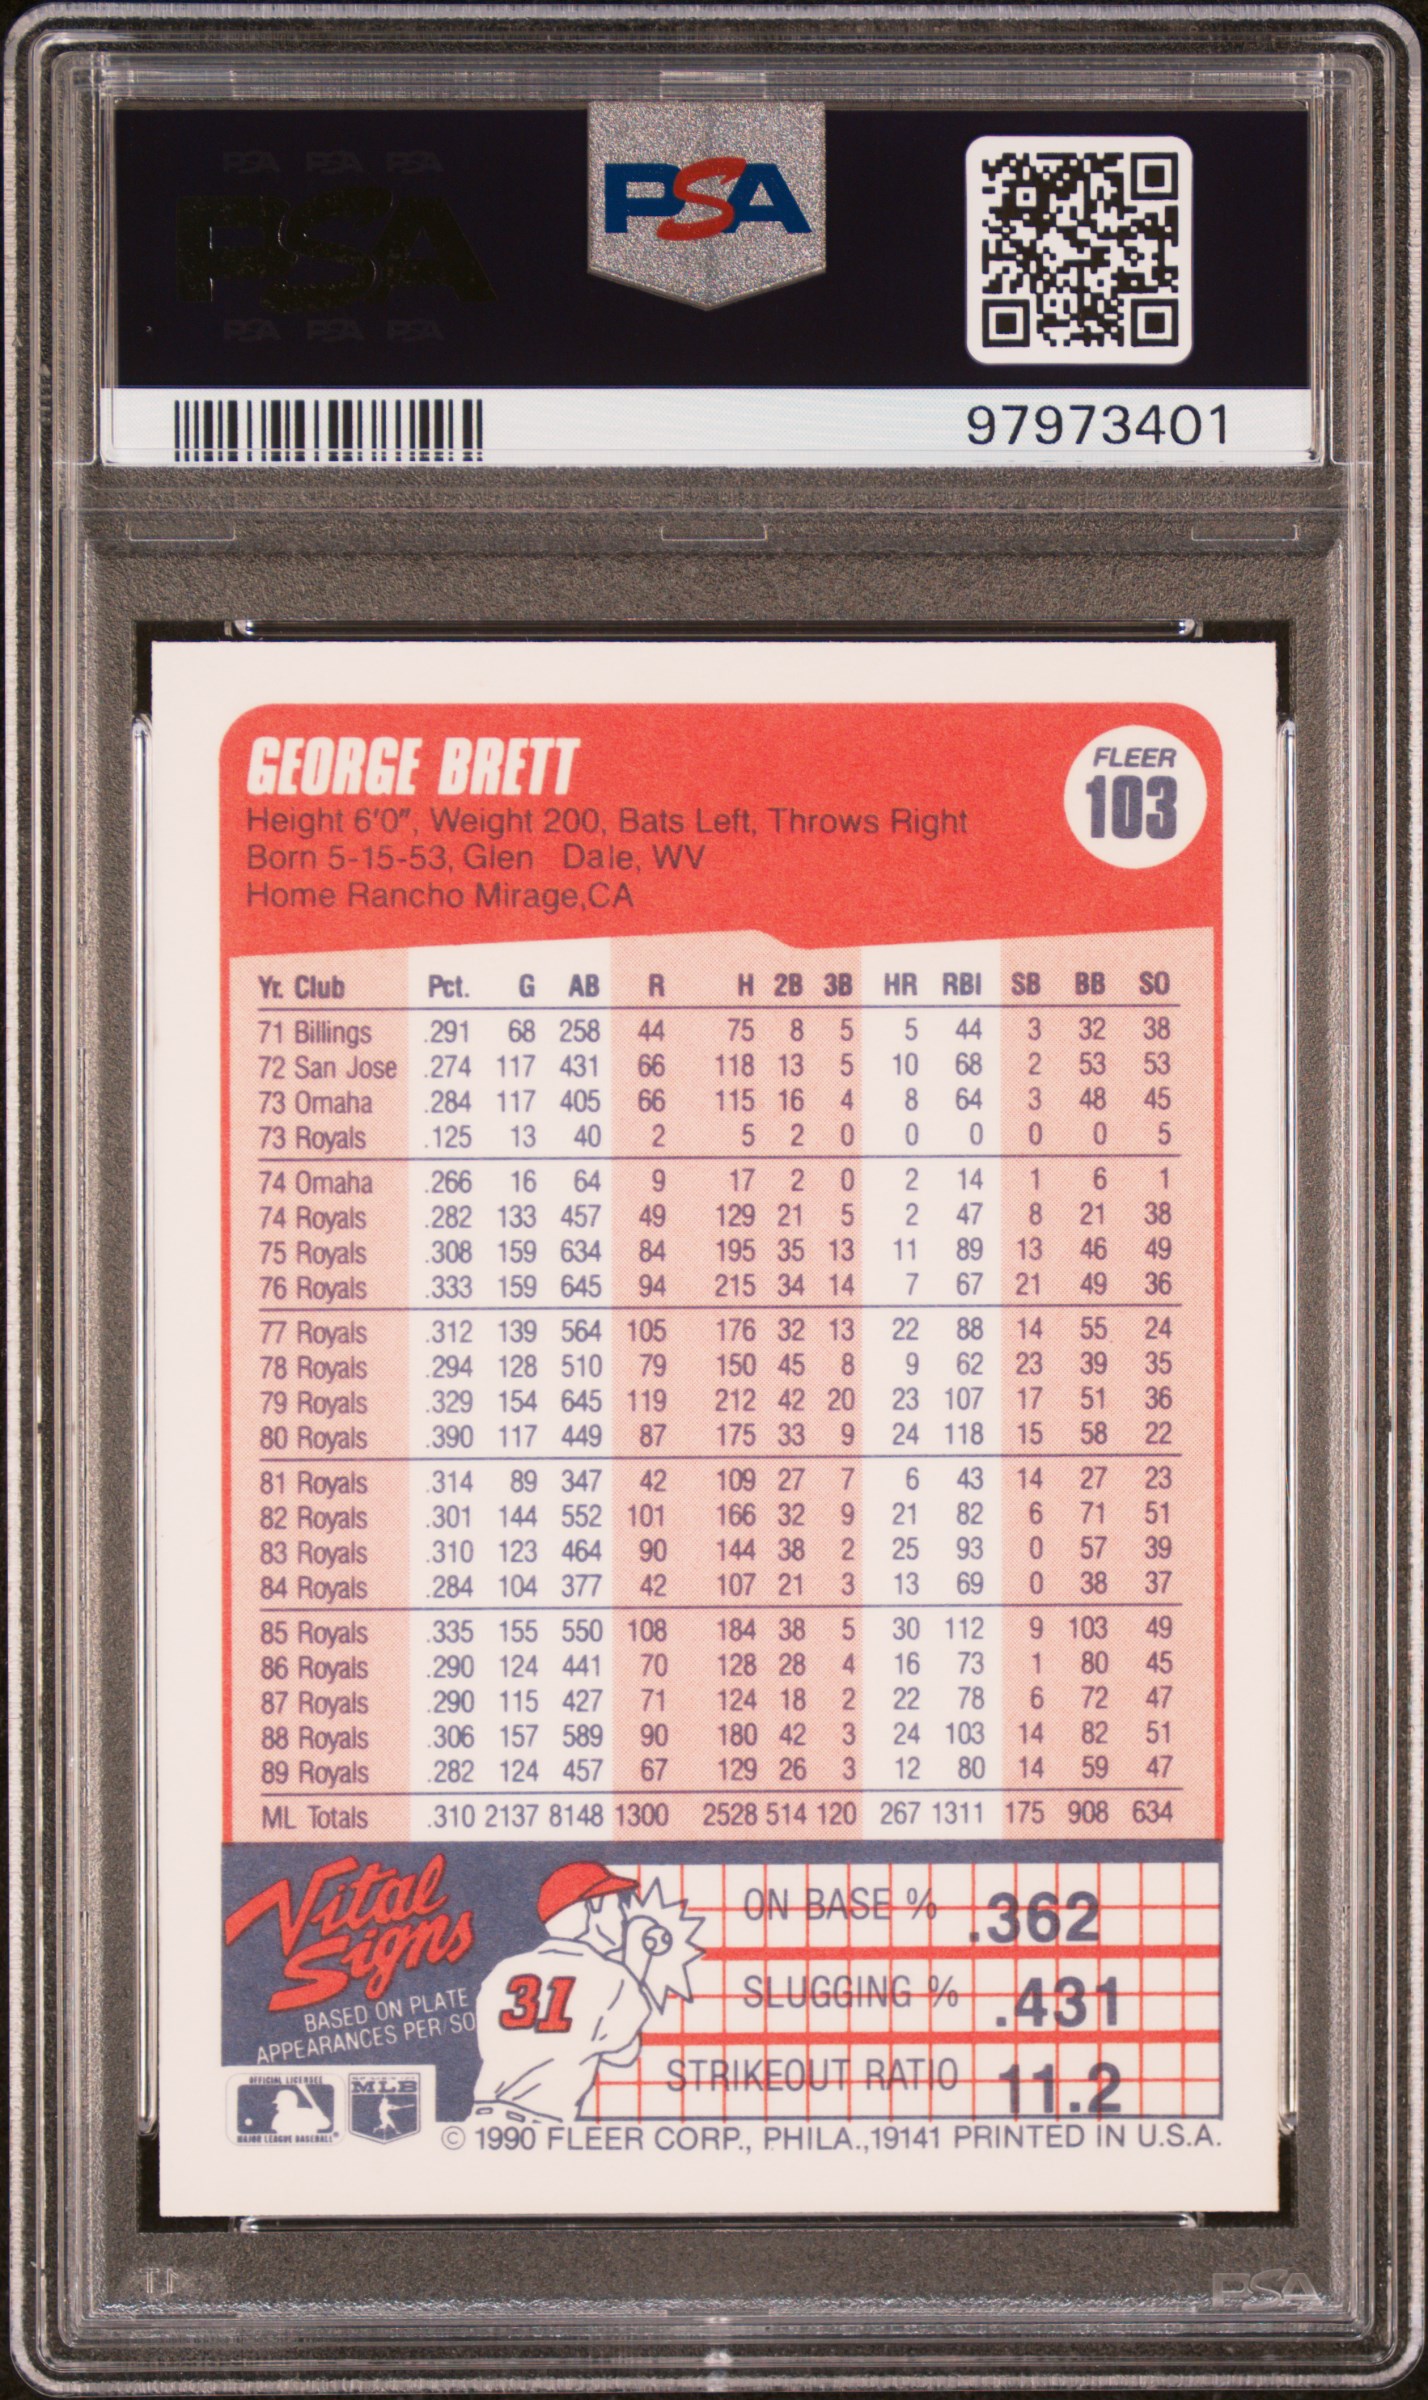 PSA PSA PSA
PSA
PSA PSA PSA
PSA
97973401
GEORGE BRETT
FLEER
103
Height 6'0", Weight 200, Bats Left, Throws Right
Born 5-15-53, Glen Dale, WV
Home Rancho Mirage,CA
Yr. Club Pct. G AB R H 2B 3B HR RBI SB BB SO
71 Billings .291 68 258 44 75 8 5 5 44 3 32 38
72 San Jose .274 117 431 66 118 13 5 10 68 2 53 53
73 Omaha .284 117 405 66 115 16 4 8 64 3 48 45
73 Royals .125 13 40 2 5 2 0 0 0 0 0 5
74 Omaha .266 16 64 9 17 2 0 2 14 1 6 1
74 Royals .282 133 457 49 129 21 5 2 47 8 21 38
75 Royals .308 159 634 84 195 35 13 11 89 13 46 49
76 Royals .333 159 645 94 215 34 14 7 67 21 49 36
77 Royals .312 139 564 105 176 32 13 22 88 14 55 24
78 Royals .294 128 510 79 150 45 8 9 62 23 39 35
79 Royals .329 154 645 119 212 42 20 23 107 17 51 36
80 Royals .390 117 449 87 175 33 9 24 118 15 58 22
81 Royals .314 89 347 42 109 27 7 6 43 14 27 23
82 Royals .301 144 552 101 166 32 9 21 82 6 71 51
83 Royals .310 123 464 90 144 38 2 25 93 0 57 39
84 Royals .284 104 377 42 107 21 3 13 69 0 38 37
85 Royals .335 155 550 108 184 38 5 30 112 9 103 49
86 Royals .290 124 441 70 128 28 4 16 73 1 80 45
87 Royals .290 115 427 71 124 18 2 22 78 6 72 47
88 Royals .306 157 589 90 180 42 3 24 103 14 82 51
89 Royals .282 124 457 67 129 26 3 12 80 14 59 47
ML Totals .310 2137 8148 1300 2528 514 120 267 1311 175 908 634
Vital
Signs
BASED ON PLATE
APPEARANCES PER/SO
31
ON BASE % .362
SLUGGING % .431
STRIKEOUT RATIO 11.2
OFFICIAL LICENSEE
MAJOR LEAGUE BASEBALL
MLB
© 1990 FLEER CORP., PHILA.,19141 PRINTED IN U.S.A.
PSA